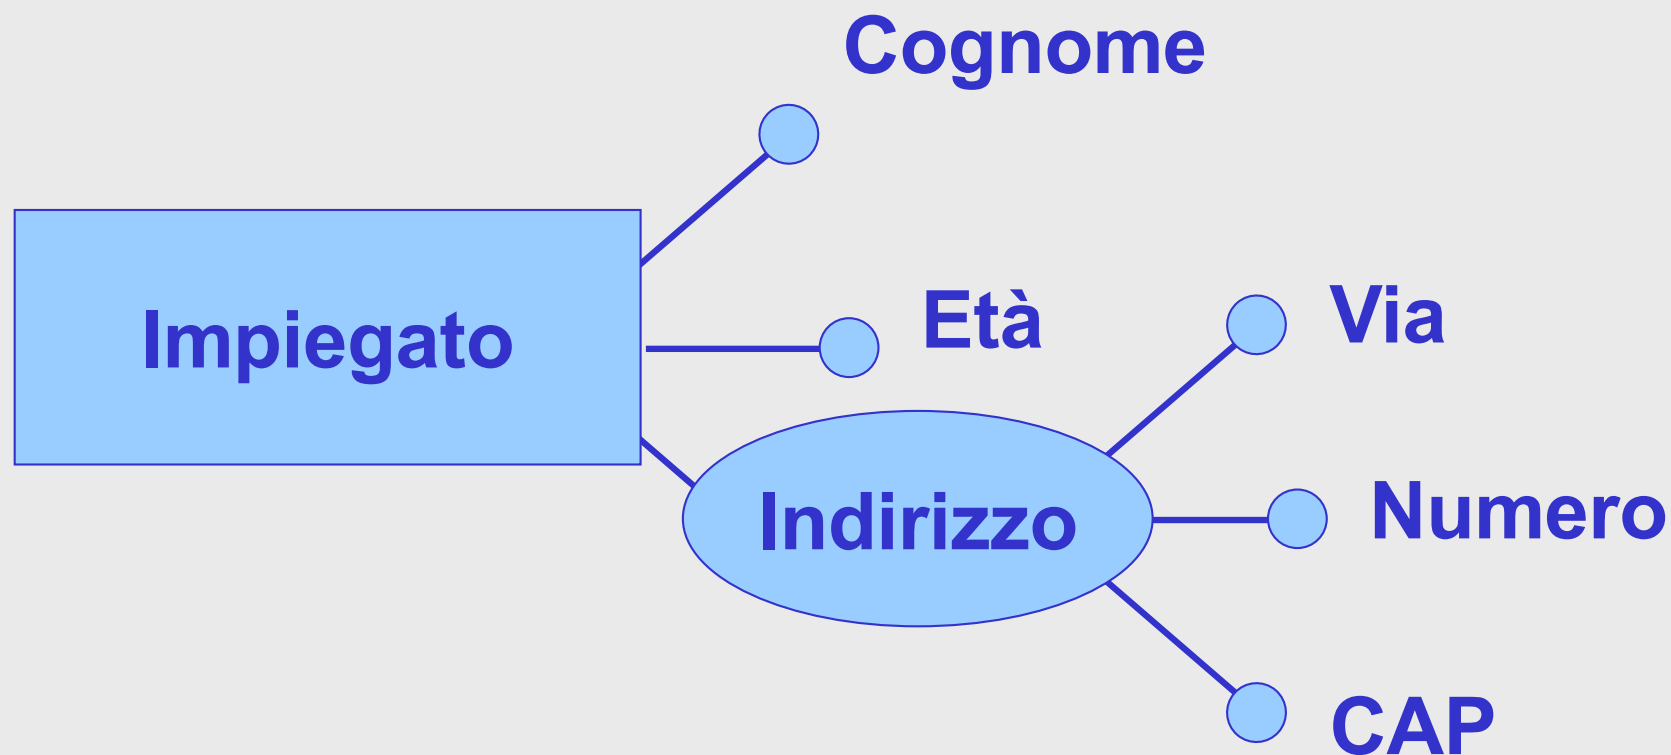 Cognome
Impiegato
Età
Via
Indirizzo
Numero
CAP